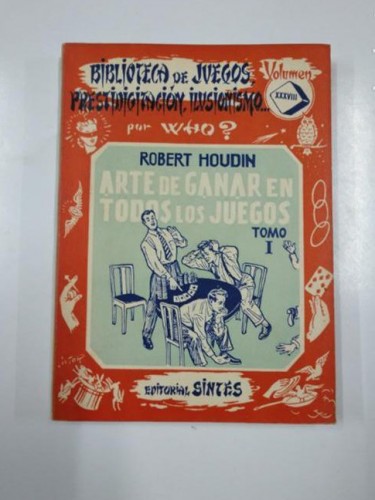 BIBLIOTECA DE JUEGOS, Volumen
PRESTIDIGITACIÓN, ILUSIONISMO... XXXVIII
por WHO?
ROBERT HOUDIN
ARTE DE GANAR EN
TODOS LOS JUEGOS
TOMO
I
EDITORIAL SINTES